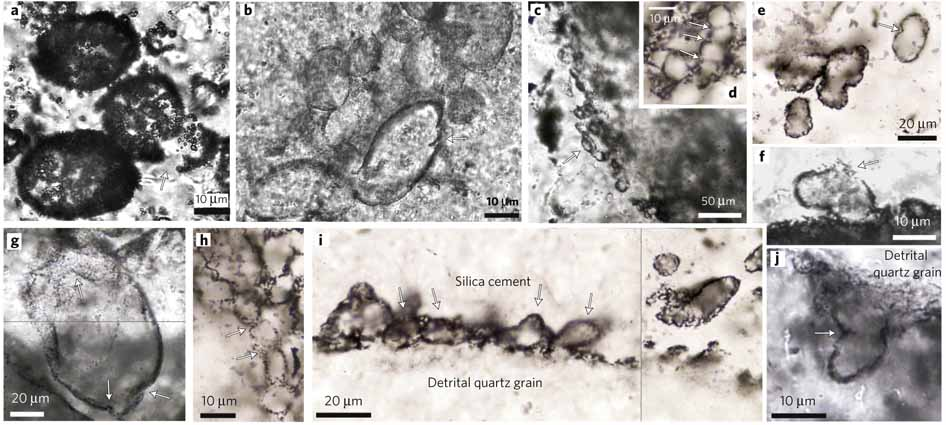 a
10 µm
b
10 µm
c
50 µm
10 µm
d
e
20 µm
f
10 µm
g
20 µm
h
10 µm
i
Silica cement
Detrital quartz grain
20 µm
j
Detrital
quartz grain
10 µm